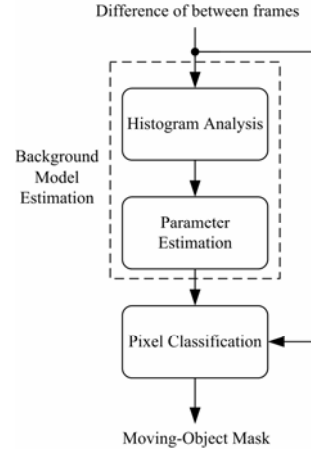 Difference of between frames
Histogram Analysis
Background
Model
Estimation
Parameter
Estimation
Pixel Classification
Moving-Object Mask